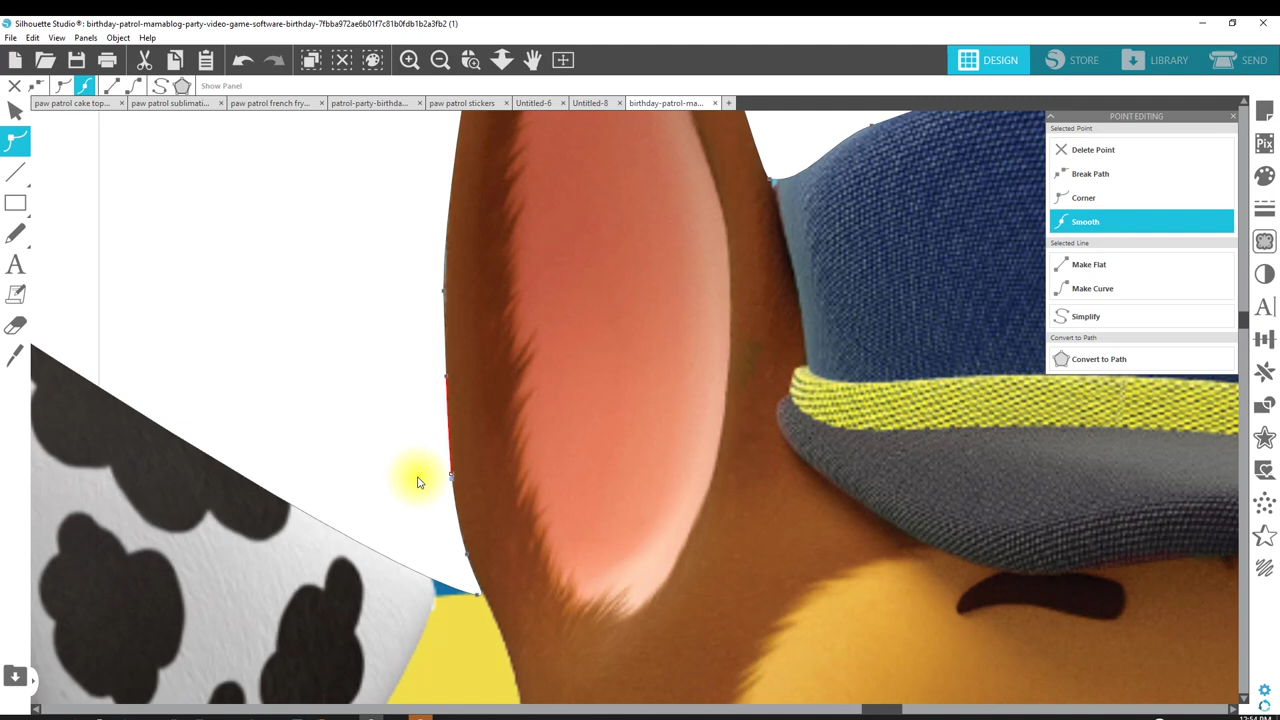 Silhouette Studio®: birthday-patrol-mamablog-party-video-game-software-birthday-7fbba972ae6b01f7c81b0fdb1b2a3fb2 (1)
File Edit View Panels Object Help
DESIGN STORE LIBRARY SEND
Show Panel
paw patrol cake top... paw patrol sublimati... paw patrol french fry... patrol-party-birthda... paw patrol stickers Untitled-6 Untitled-8 birthday-patrol-ma...
POINT EDITING
Selected Point
Delete Point
Break Path
Corner
Smooth
Selected Line
Make Flat
Make Curve
Simplify
Convert to Path
Convert to Path